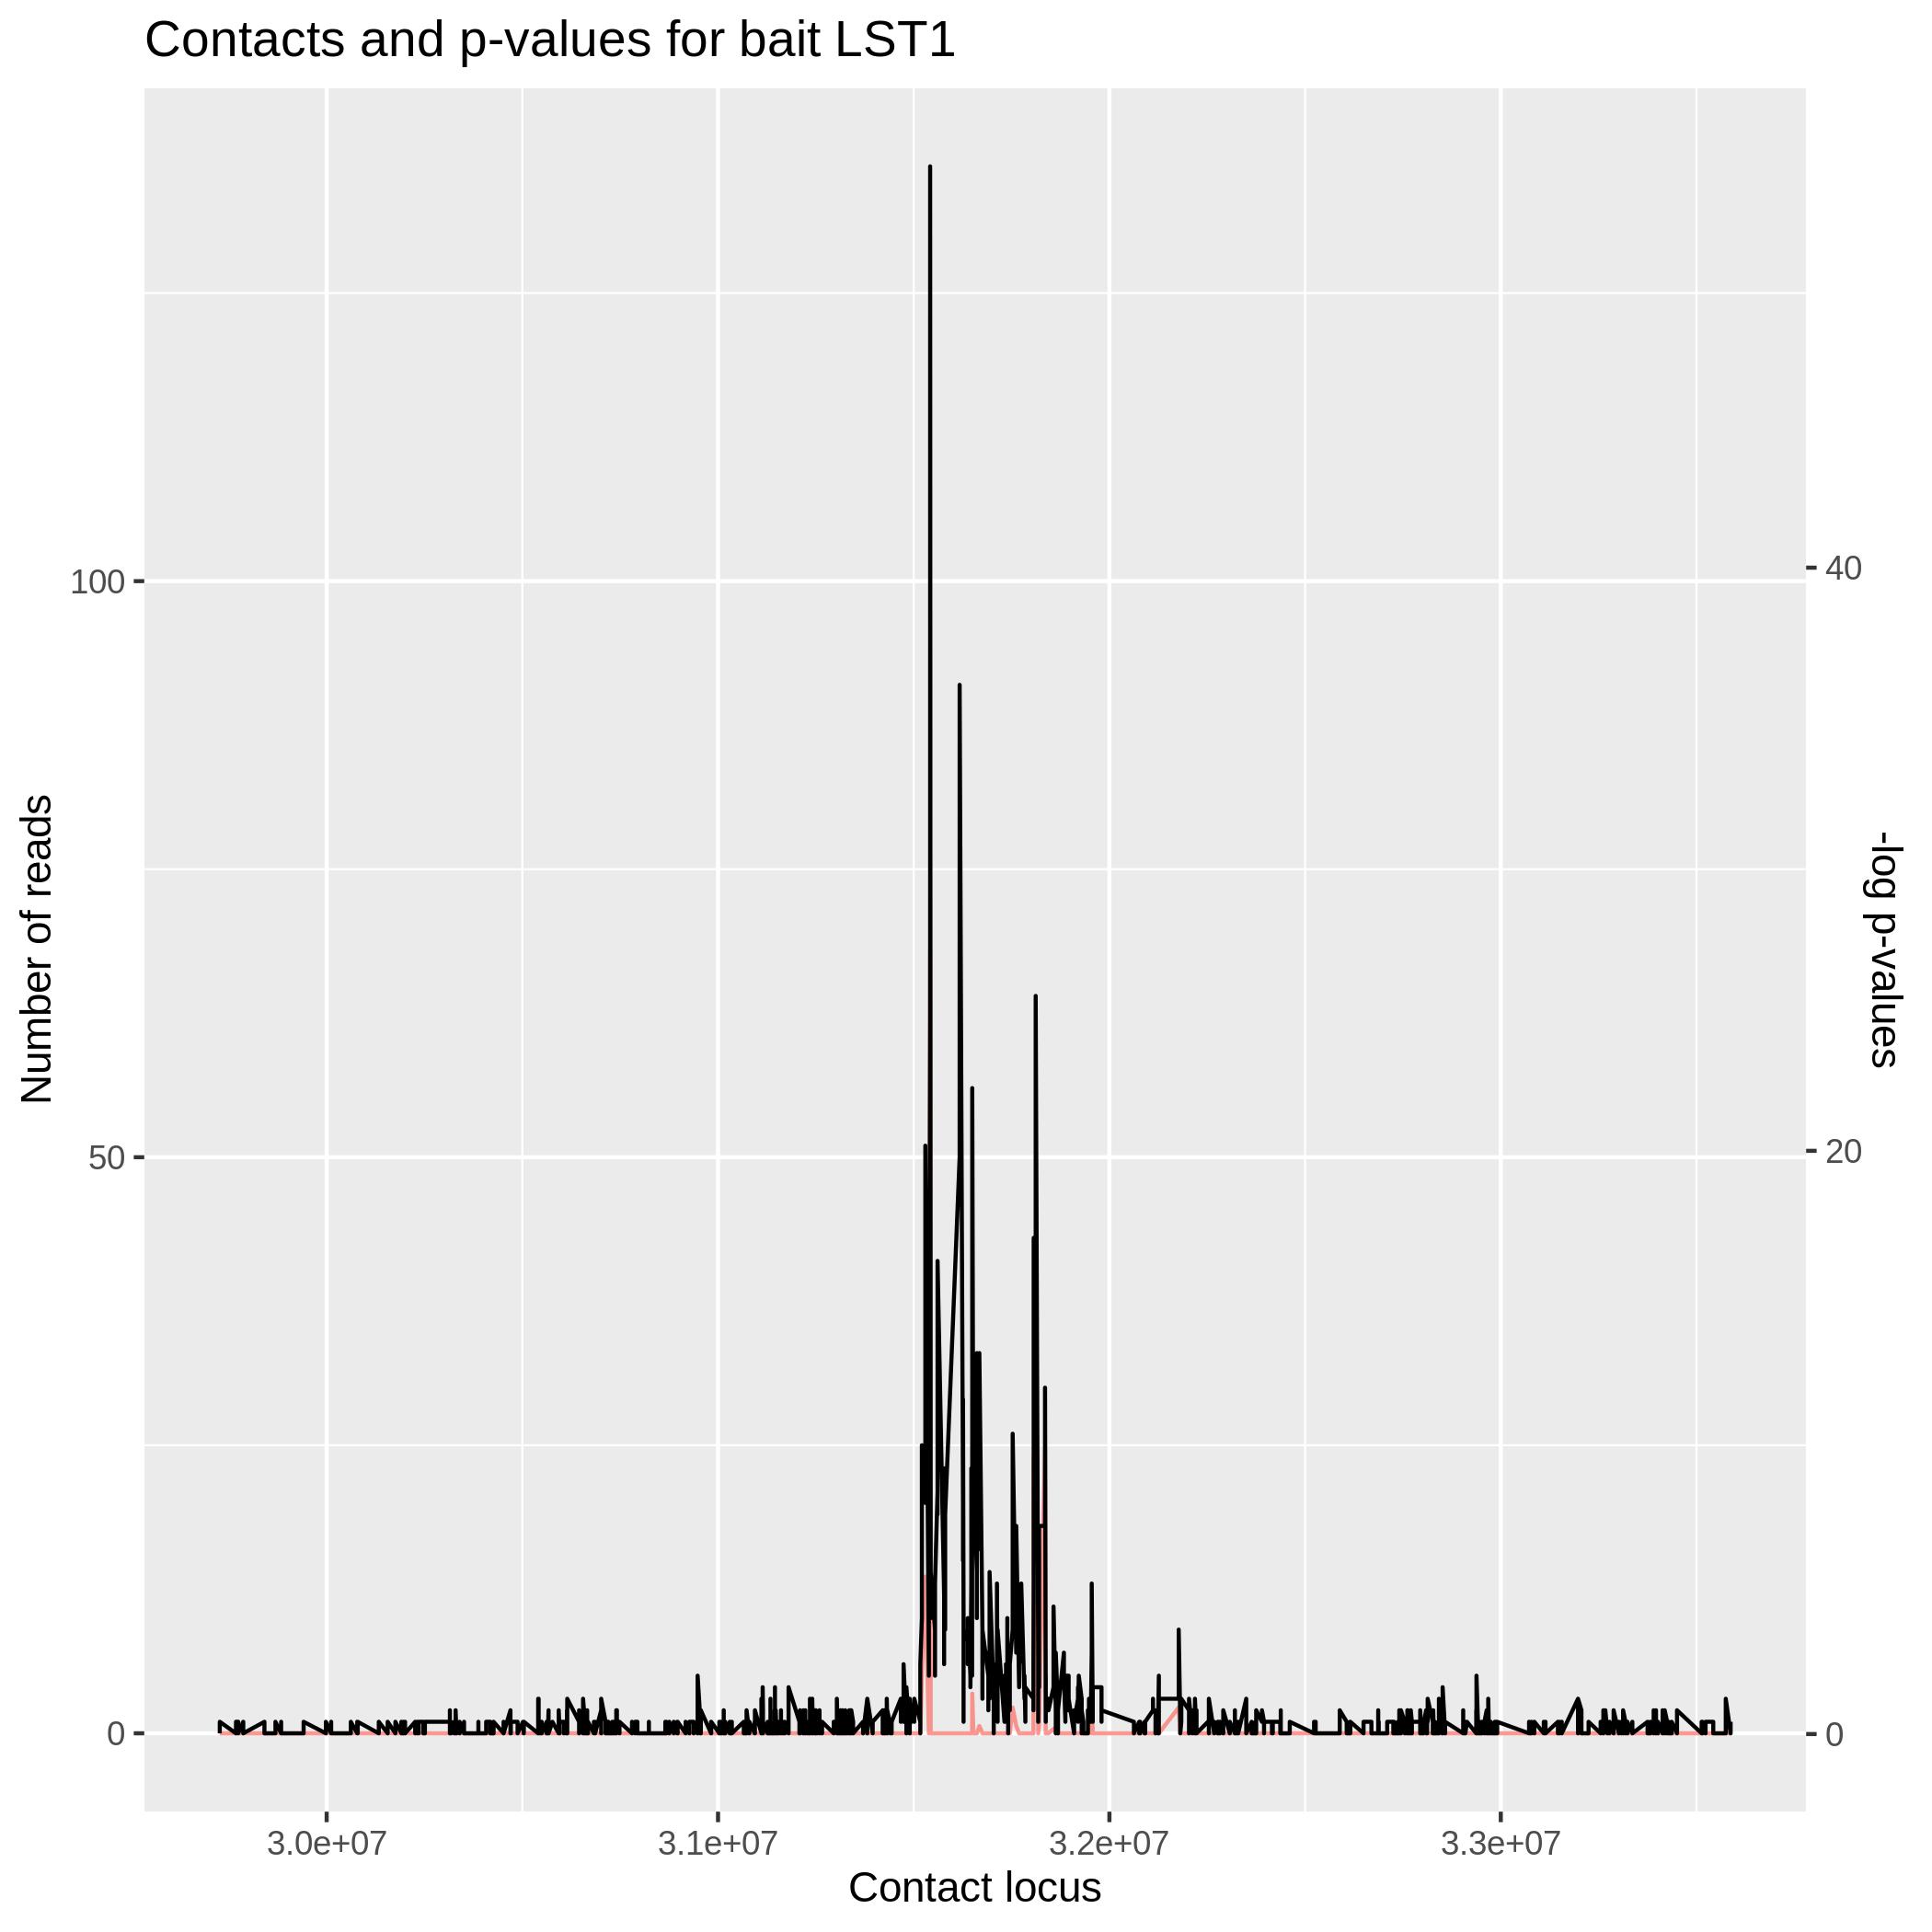 Contacts and p-values for bait LST1
Number of reads
100
50
0
40
20
0
-log p-values
3.0e+07
3.1e+07
3.2e+07
3.3e+07
Contact locus